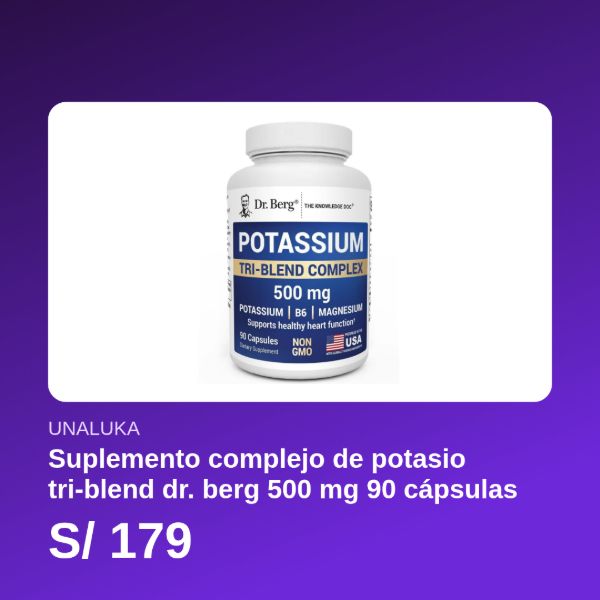 Dr. Berg® THE KNOWLEDGE DOC®
POTASSIUM
TRI-BLEND COMPLEX
500 mg
POTASSIUM | B6 | MAGNESIUM
Supports healthy heart function†
90 Capsules
Dietary Supplement
NON
GMO
USA
UNALUKA
Suplemento complejo de potasio
tri-blend dr. berg 500 mg 90 cápsulas
S/ 179